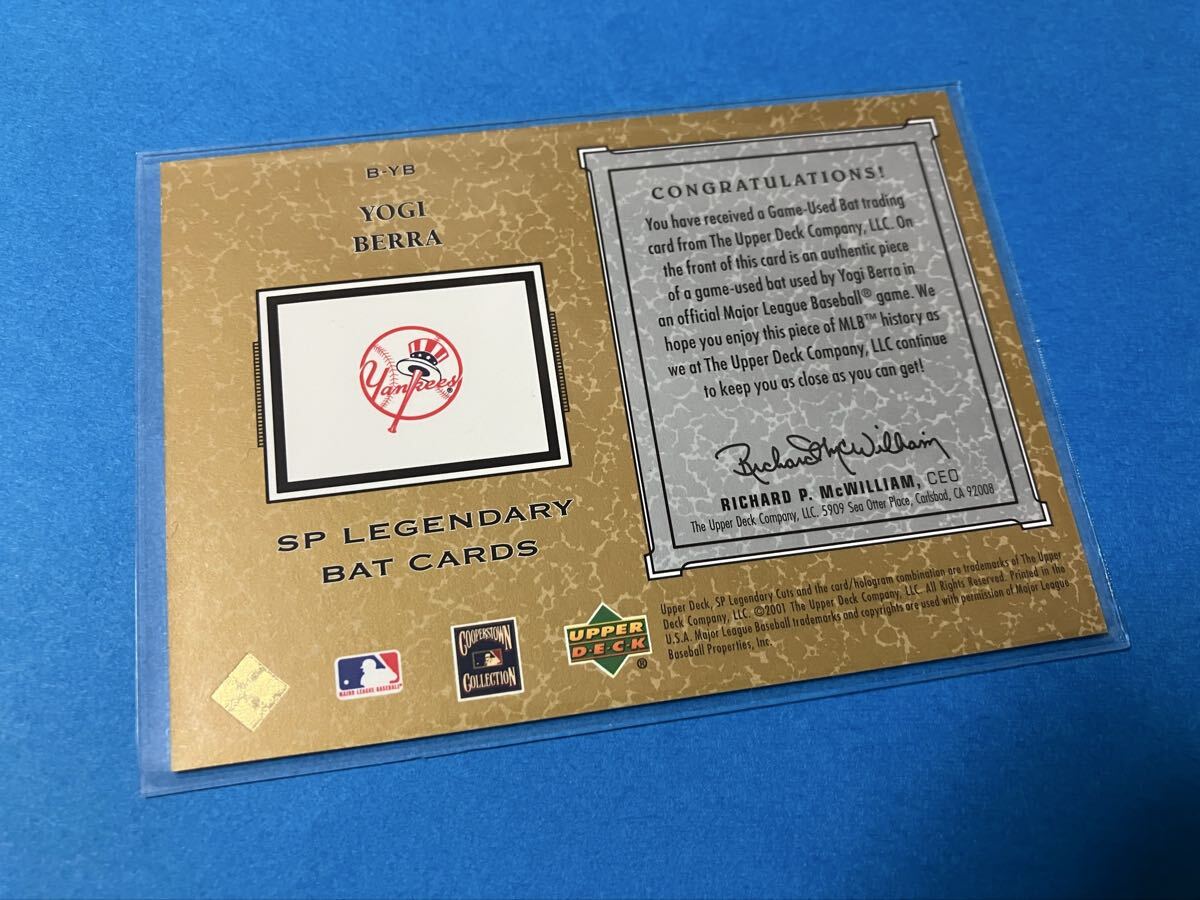 B-YB
YOGI
BERRA
Yankees®
SP LEGENDARY
BAT CARDS
CONGRATULATIONS!
You have received a Game-Used Bat trading
card from The Upper Deck Company, LLC. On
the front of this card is an authentic piece
of a game-used bat used by Yogi Berra in
an official Major League Baseball® game. We
hope you enjoy this piece of MLB™ history as
we at The Upper Deck Company, LLC continue
to keep you as close as you can get!
Richard P. McWilliam
RICHARD P. McWILLIAM, CEO
The Upper Deck Company, LLC. 5909 Sea Otter Place, Carlsbad, CA 92008
MAJOR LEAGUE BASEBALL®
COOPERSTOWN
COLLECTION
UPPER
D·E·C·K
®
Upper Deck, SP Legendary Cuts and the card/hologram combination are trademarks of The Upper
Deck Company, LLC. ©2001 The Upper Deck Company, LLC. All Rights Reserved. Printed in the
U.S.A. Major League Baseball trademarks and copyrights are used with permission of Major League
Baseball Properties, Inc.